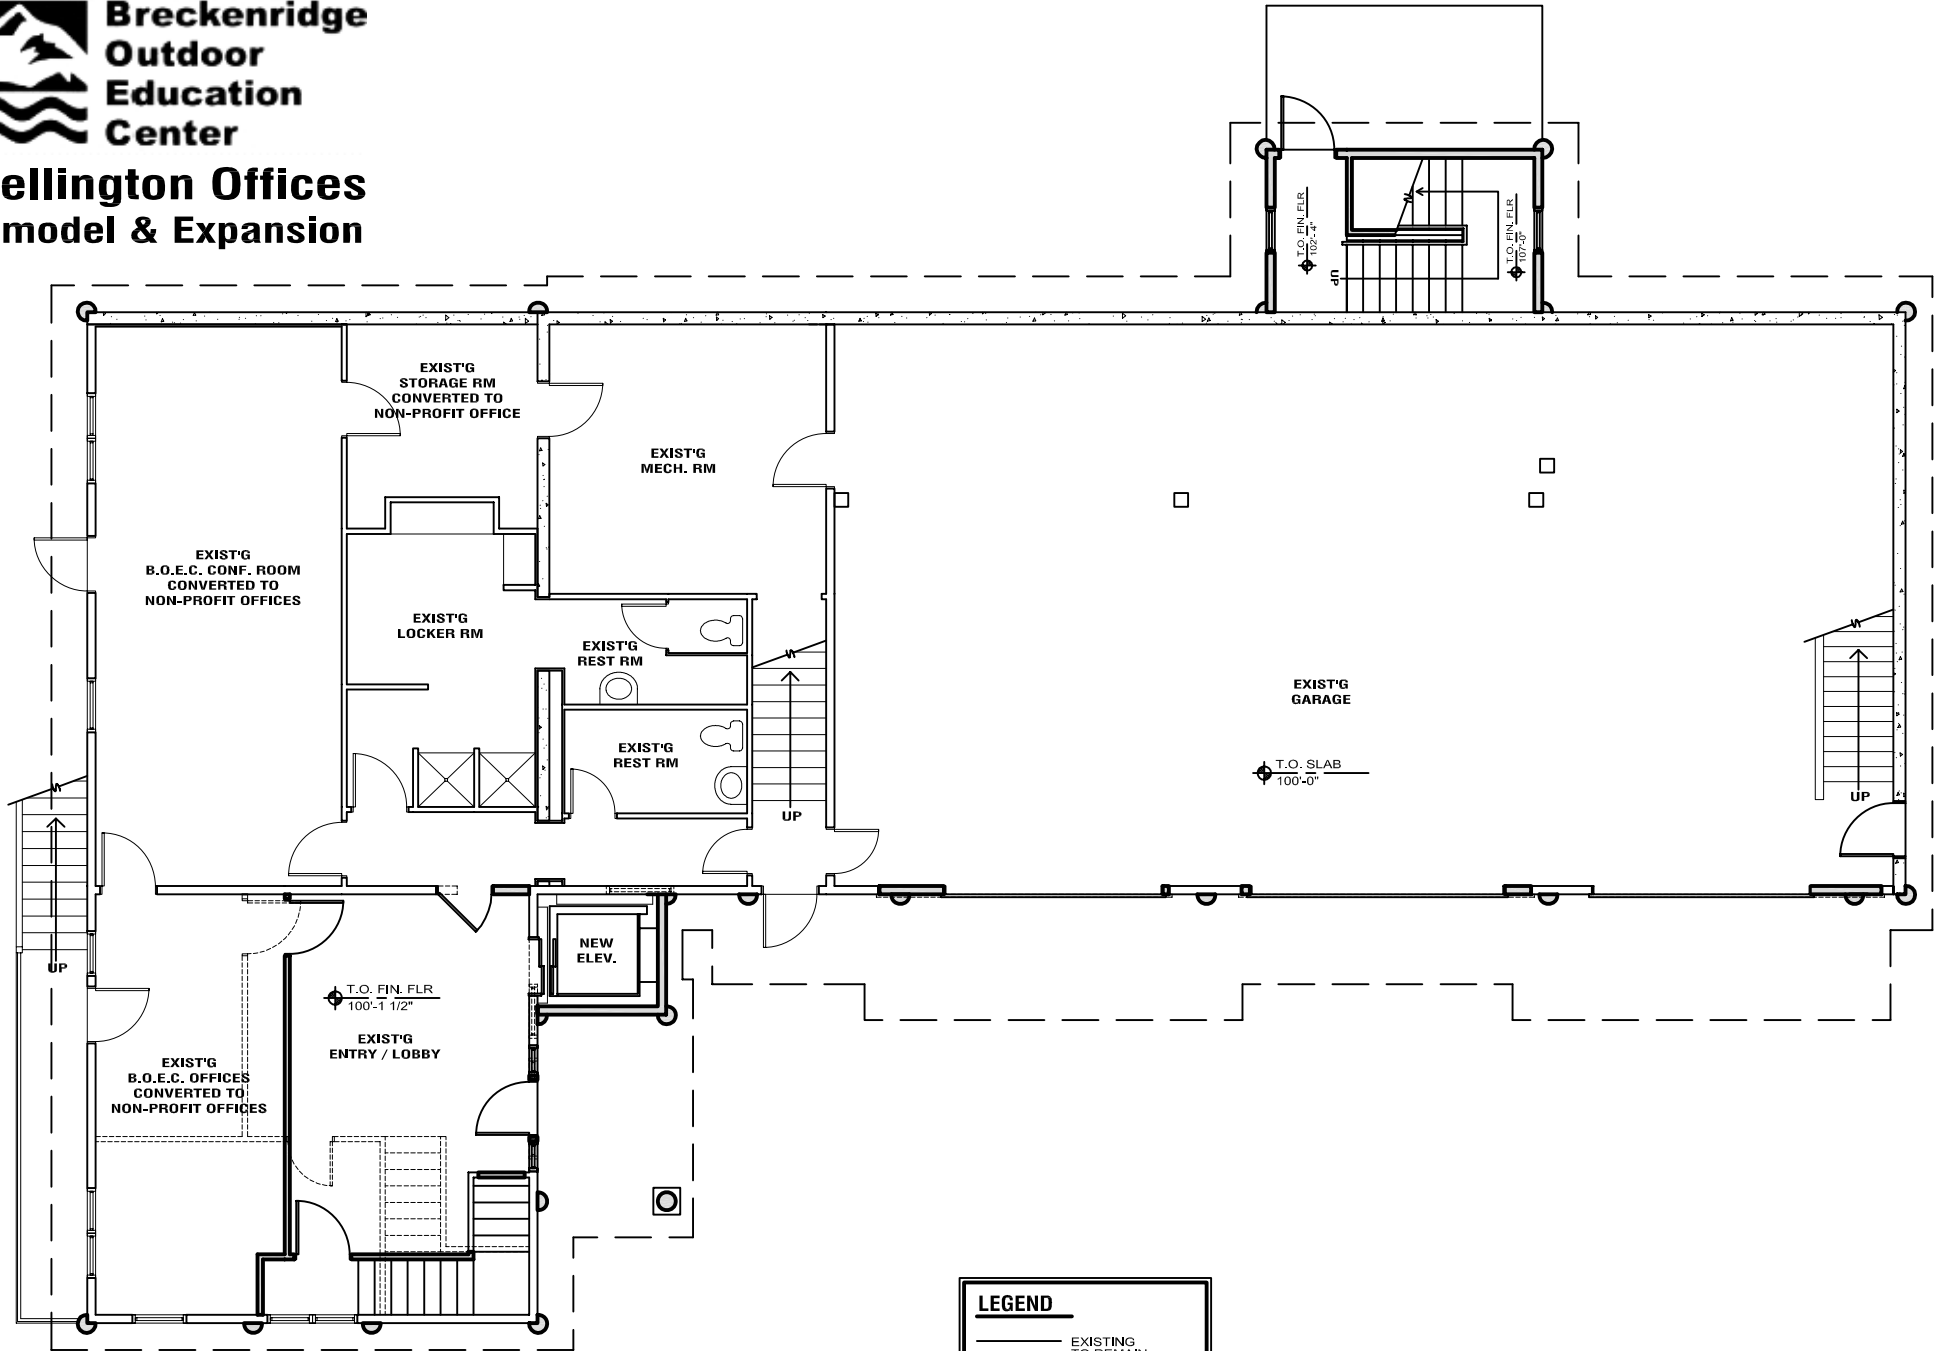 Breckenridge
Outdoor
Education
Center
ellington Offices
model & Expansion
T.O. FIN. FLR
102'-4"
UP
T.O. FIN. FLR
107'-0"
EXIST'G
STORAGE RM
CONVERTED TO
NON-PROFIT OFFICE
EXIST'G
MECH. RM
EXIST'G
B.O.E.C. CONF. ROOM
CONVERTED TO
NON-PROFIT OFFICES
EXIST'G
LOCKER RM
EXIST'G
REST RM
EXIST'G
REST RM
EXIST'G
GARAGE
T.O. SLAB
100'-0"
UP
UP
UP
NEW
ELEV.
T.O. FIN. FLR
100'-1 1/2"
EXIST'G
ENTRY / LOBBY
EXIST'G
B.O.E.C. OFFICES
CONVERTED TO
NON-PROFIT OFFICES
LEGEND
EXISTING
TO REMAIN